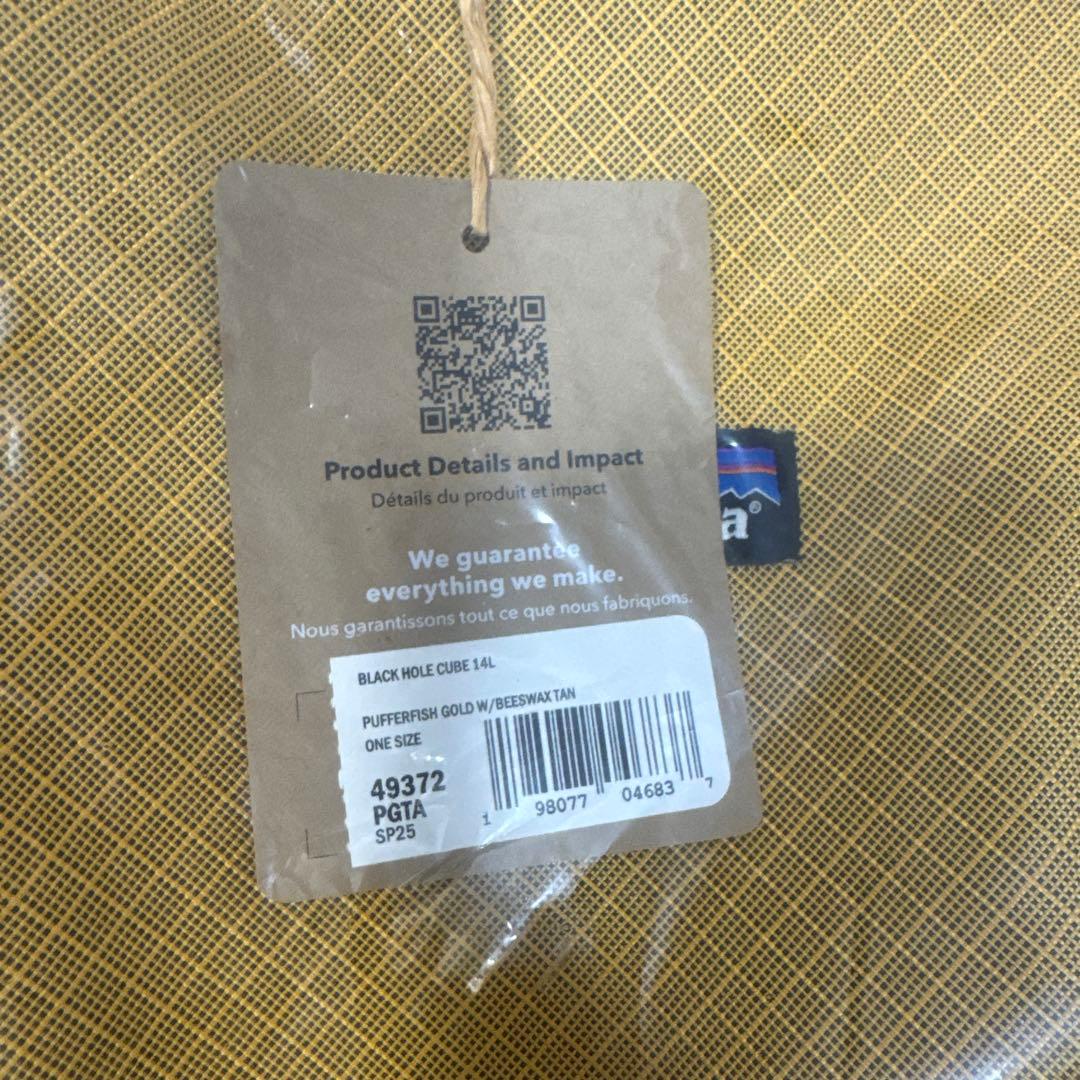 Product Details and Impact
Détails du produit et impact
We guarantee
everything we make.
Nous garantissons tout ce que nous fabriquons.
BLACK HOLE CUBE 14L
PUFFERFISH GOLD W/BEESWAX TAN
ONE SIZE
49372
PGTA
SP25
1 98077 04683 7
a®